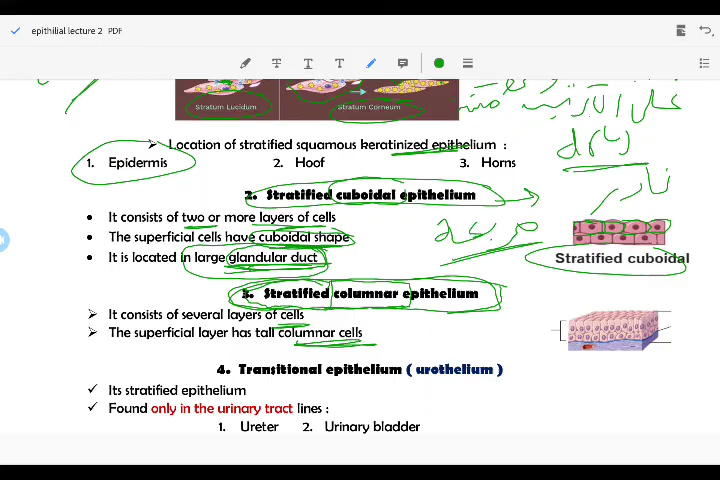 epithilial lecture 2 PDF
Stratum Lucidum
Stratum Corneum
Location of stratified squamous keratinized epithelium :
1. Epidermis 2. Hoof 3. Horns
2. Stratified cuboidal epithelium
It consists of two or more layers of cells
The superficial cells have cuboidal shape
It is located in large glandular duct
نادر
مربعة
Stratified cuboidal
3. Stratified columnar epithelium
It consists of several layers of cells
The superficial layer has tall columnar cells
4. Transitional epithelium ( urothelium )
Its stratified epithelium
Found only in the urinary tract lines :
1. Ureter 2. Urinary bladder